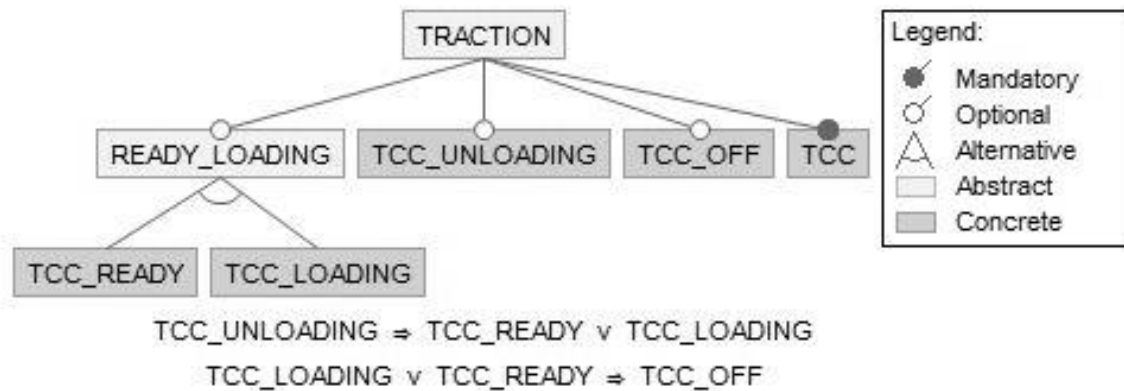 TRACTION
Legend:
Mandatory
Optional
Alternative
Abstract
Concrete
READY_LOADING
TCC_UNLOADING
TCC_OFF
TCC
TCC_READY
TCC_LOADING
TCC_UNLOADING ⇒ TCC_READY ∨ TCC_LOADING
TCC_LOADING ∨ TCC_READY ⇒ TCC_OFF